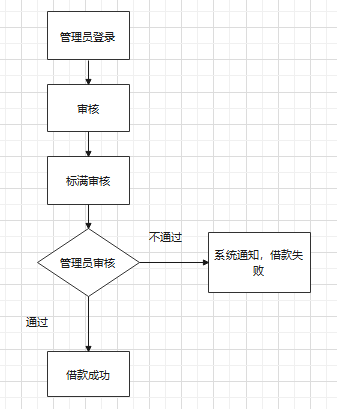 管理员登录
审核
标满审核
不通过
管理员审核
系统通知，借款失
败
通过
借款成功